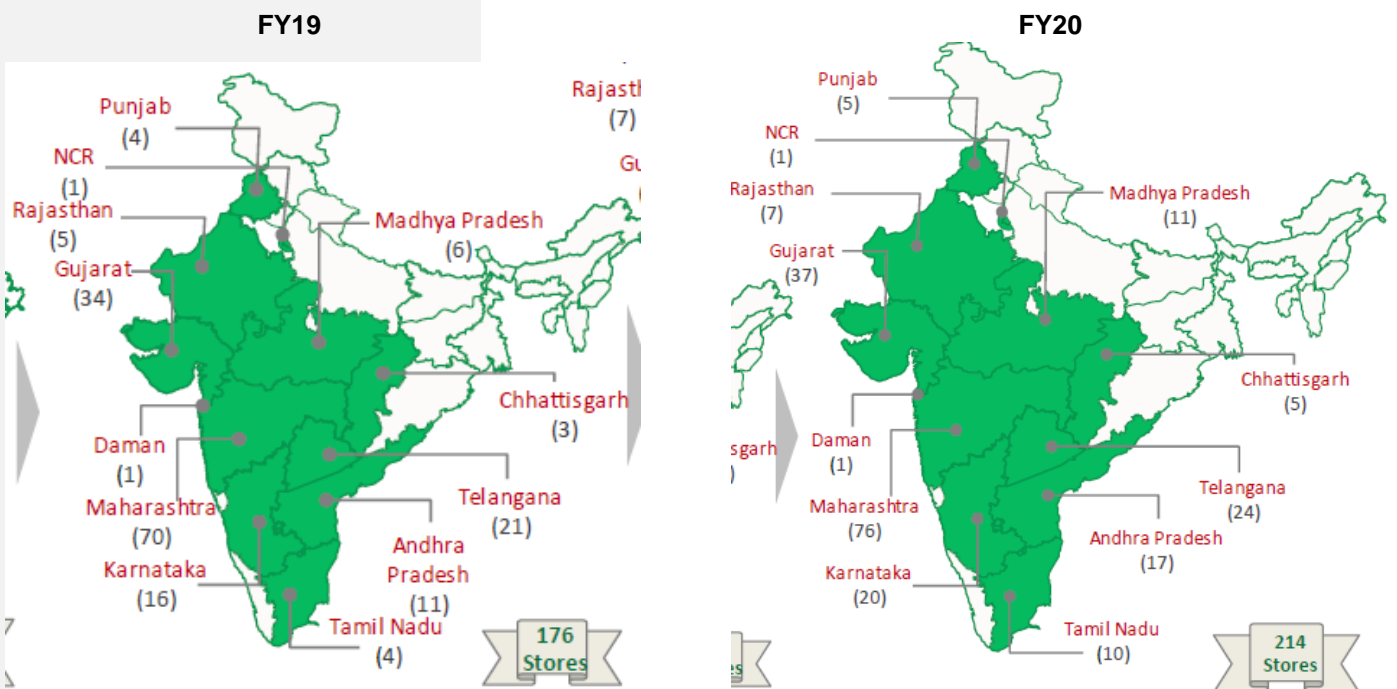 FY19
FY20
Punjab
(4)
NCR
(1)
Rajasthan
(5)
Gujarat
(34)
Madhya Pradesh
(6)
Chhattisgarh
(3)
Daman
(1)
Maharashtra
(70)
Karnataka
(16)
Telangana
(21)
Andhra
Pradesh
(11)
Tamil Nadu
(4)
176
Stores
(7)
Punjab
(5)
NCR
(1)
Rajasthan
(7)
Gujarat
(37)
Madhya Pradesh
(11)
Chhattisgarh
(5)
Daman
(1)
Maharashtra
(76)
Karnataka
(20)
Telangana
(24)
Andhra Pradesh
(17)
Tamil Nadu
(10)
214
Stores